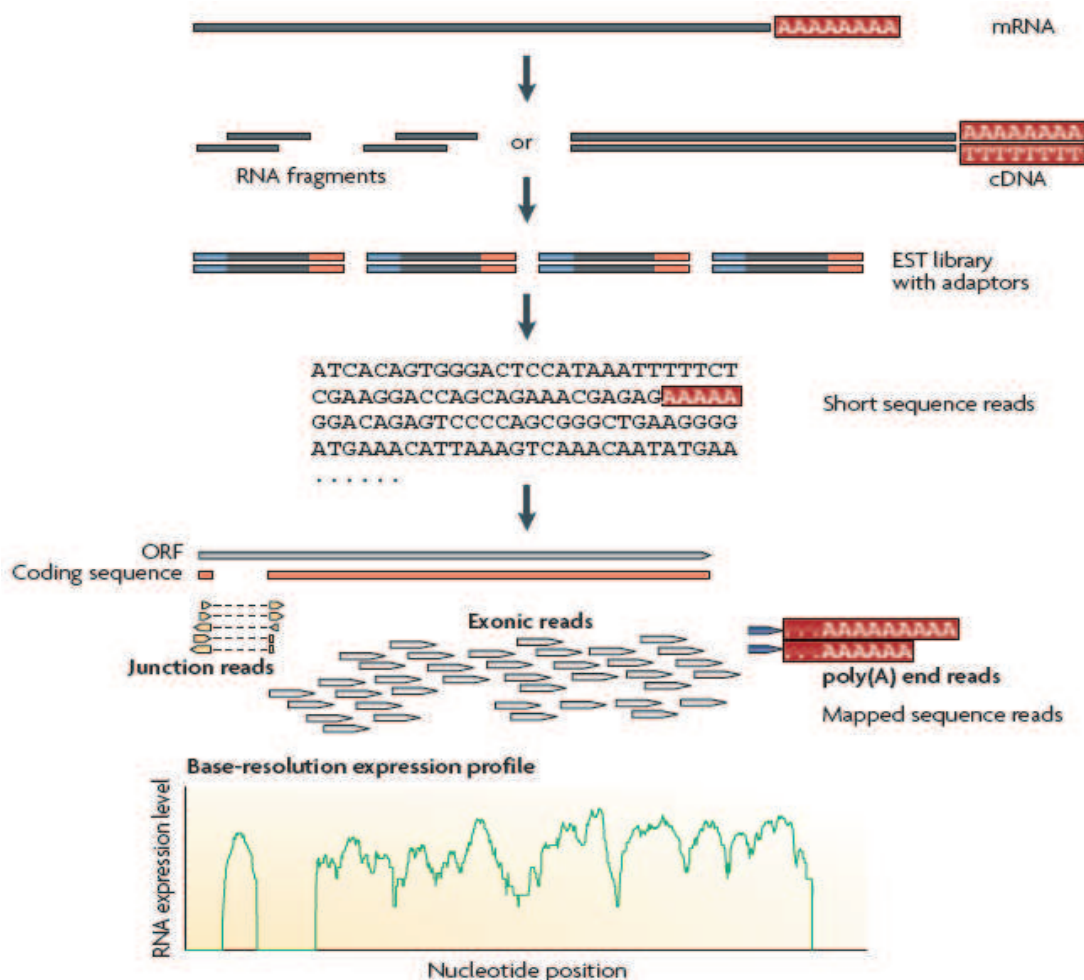 AAAAAAAA mRNA
or
AAAAAAAA
TTTTTTTT
RNA fragments
cDNA
EST library
with adaptors
ATCACAGTGGGACTCCATAAATTTTTCT
CGAAGGACCAGCAGAAACGAGAGAAAAA
GGACAGAGTCCCCAGCGGGCTGAAGGGG
ATGAAACATTAAAGTCAAACAATATGAA
. . . . . .
Short sequence reads
ORF
Coding sequence
Exonic reads
Junction reads
...AAAAAAAAA
...AAAAAA
poly(A) end reads
Mapped sequence reads
Base-resolution expression profile
RNA expression level
Nucleotide position